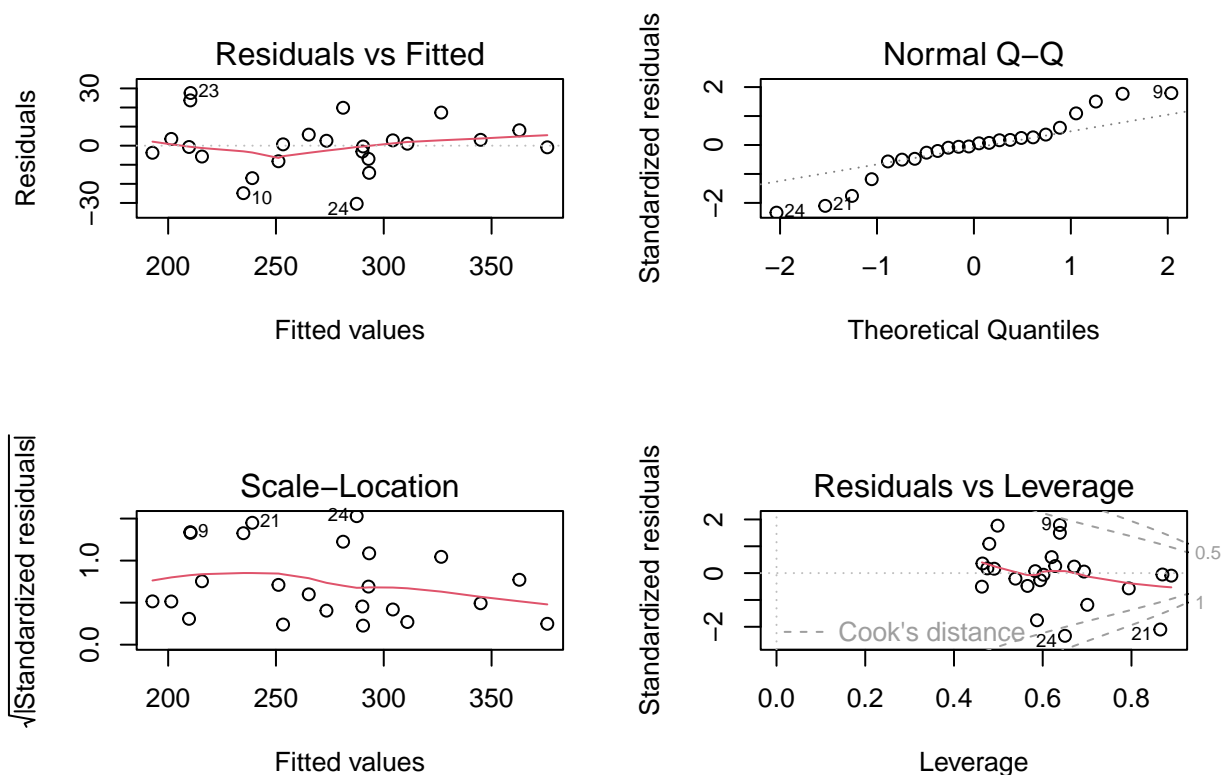 Residuals vs Fitted
Residuals
30
0
−30
23
10
24
200 250 300 350
Fitted values
Normal Q−Q
Standardized residuals
2
0
−2
9
24
21
−2 −1 0 1 2
Theoretical Quantiles
Scale−Location
√|Standardized residuals|
1.0
0.0
9
21
24
200 250 300 350
Fitted values
Residuals vs Leverage
Standardized residuals
2
0
−2
9
0.5
1
Cook's distance
24
21
0.0 0.2 0.4 0.6 0.8
Leverage